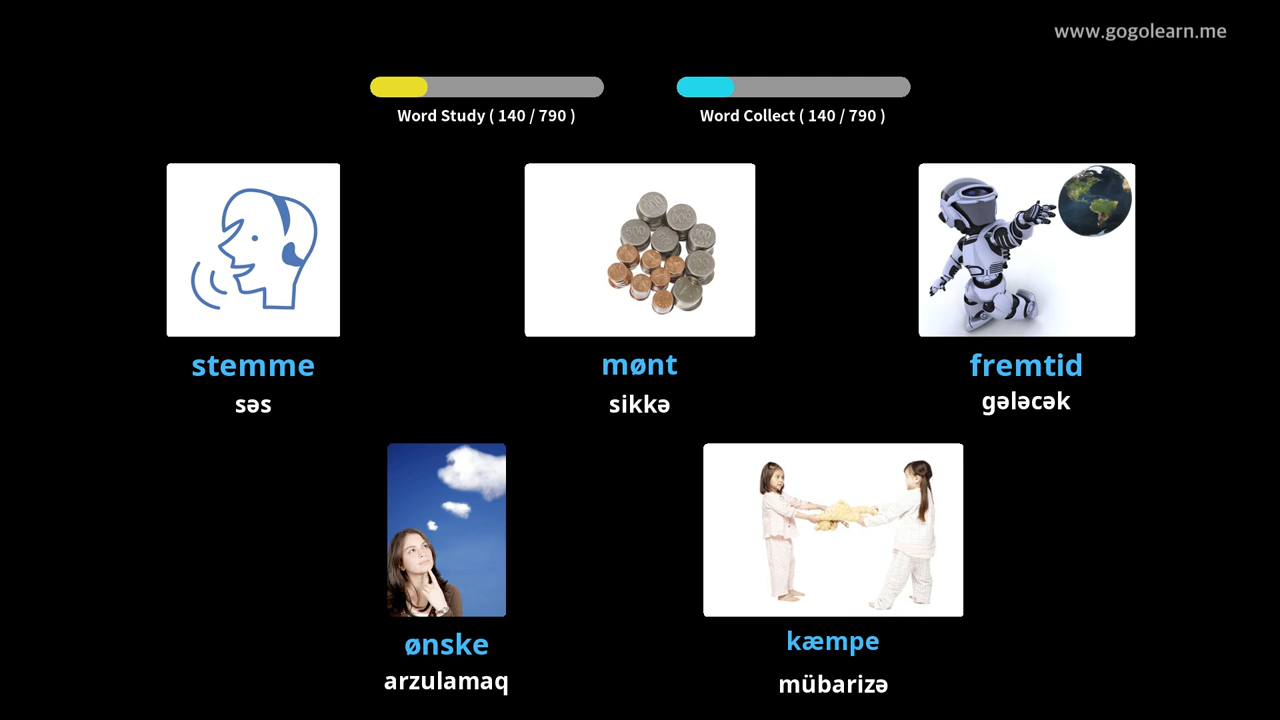 www.gogolearn.me
Word Study ( 140 / 790 )
Word Collect ( 140 / 790 )
stemme
səs
mønt
sikkə
fremtid
gələcək
ønske
arzulamaq
kæmpe
mübarizə